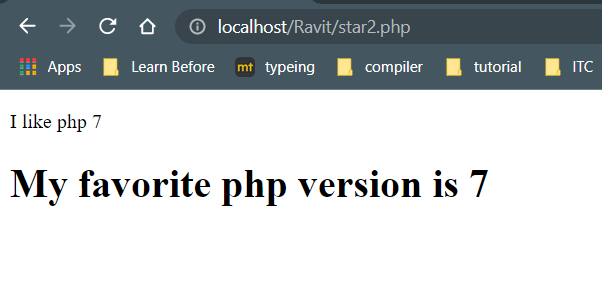 localhost/Ravit/star2.php
Apps Learn Before mt typeing compiler tutorial ITC
I like php 7
My favorite php version is 7